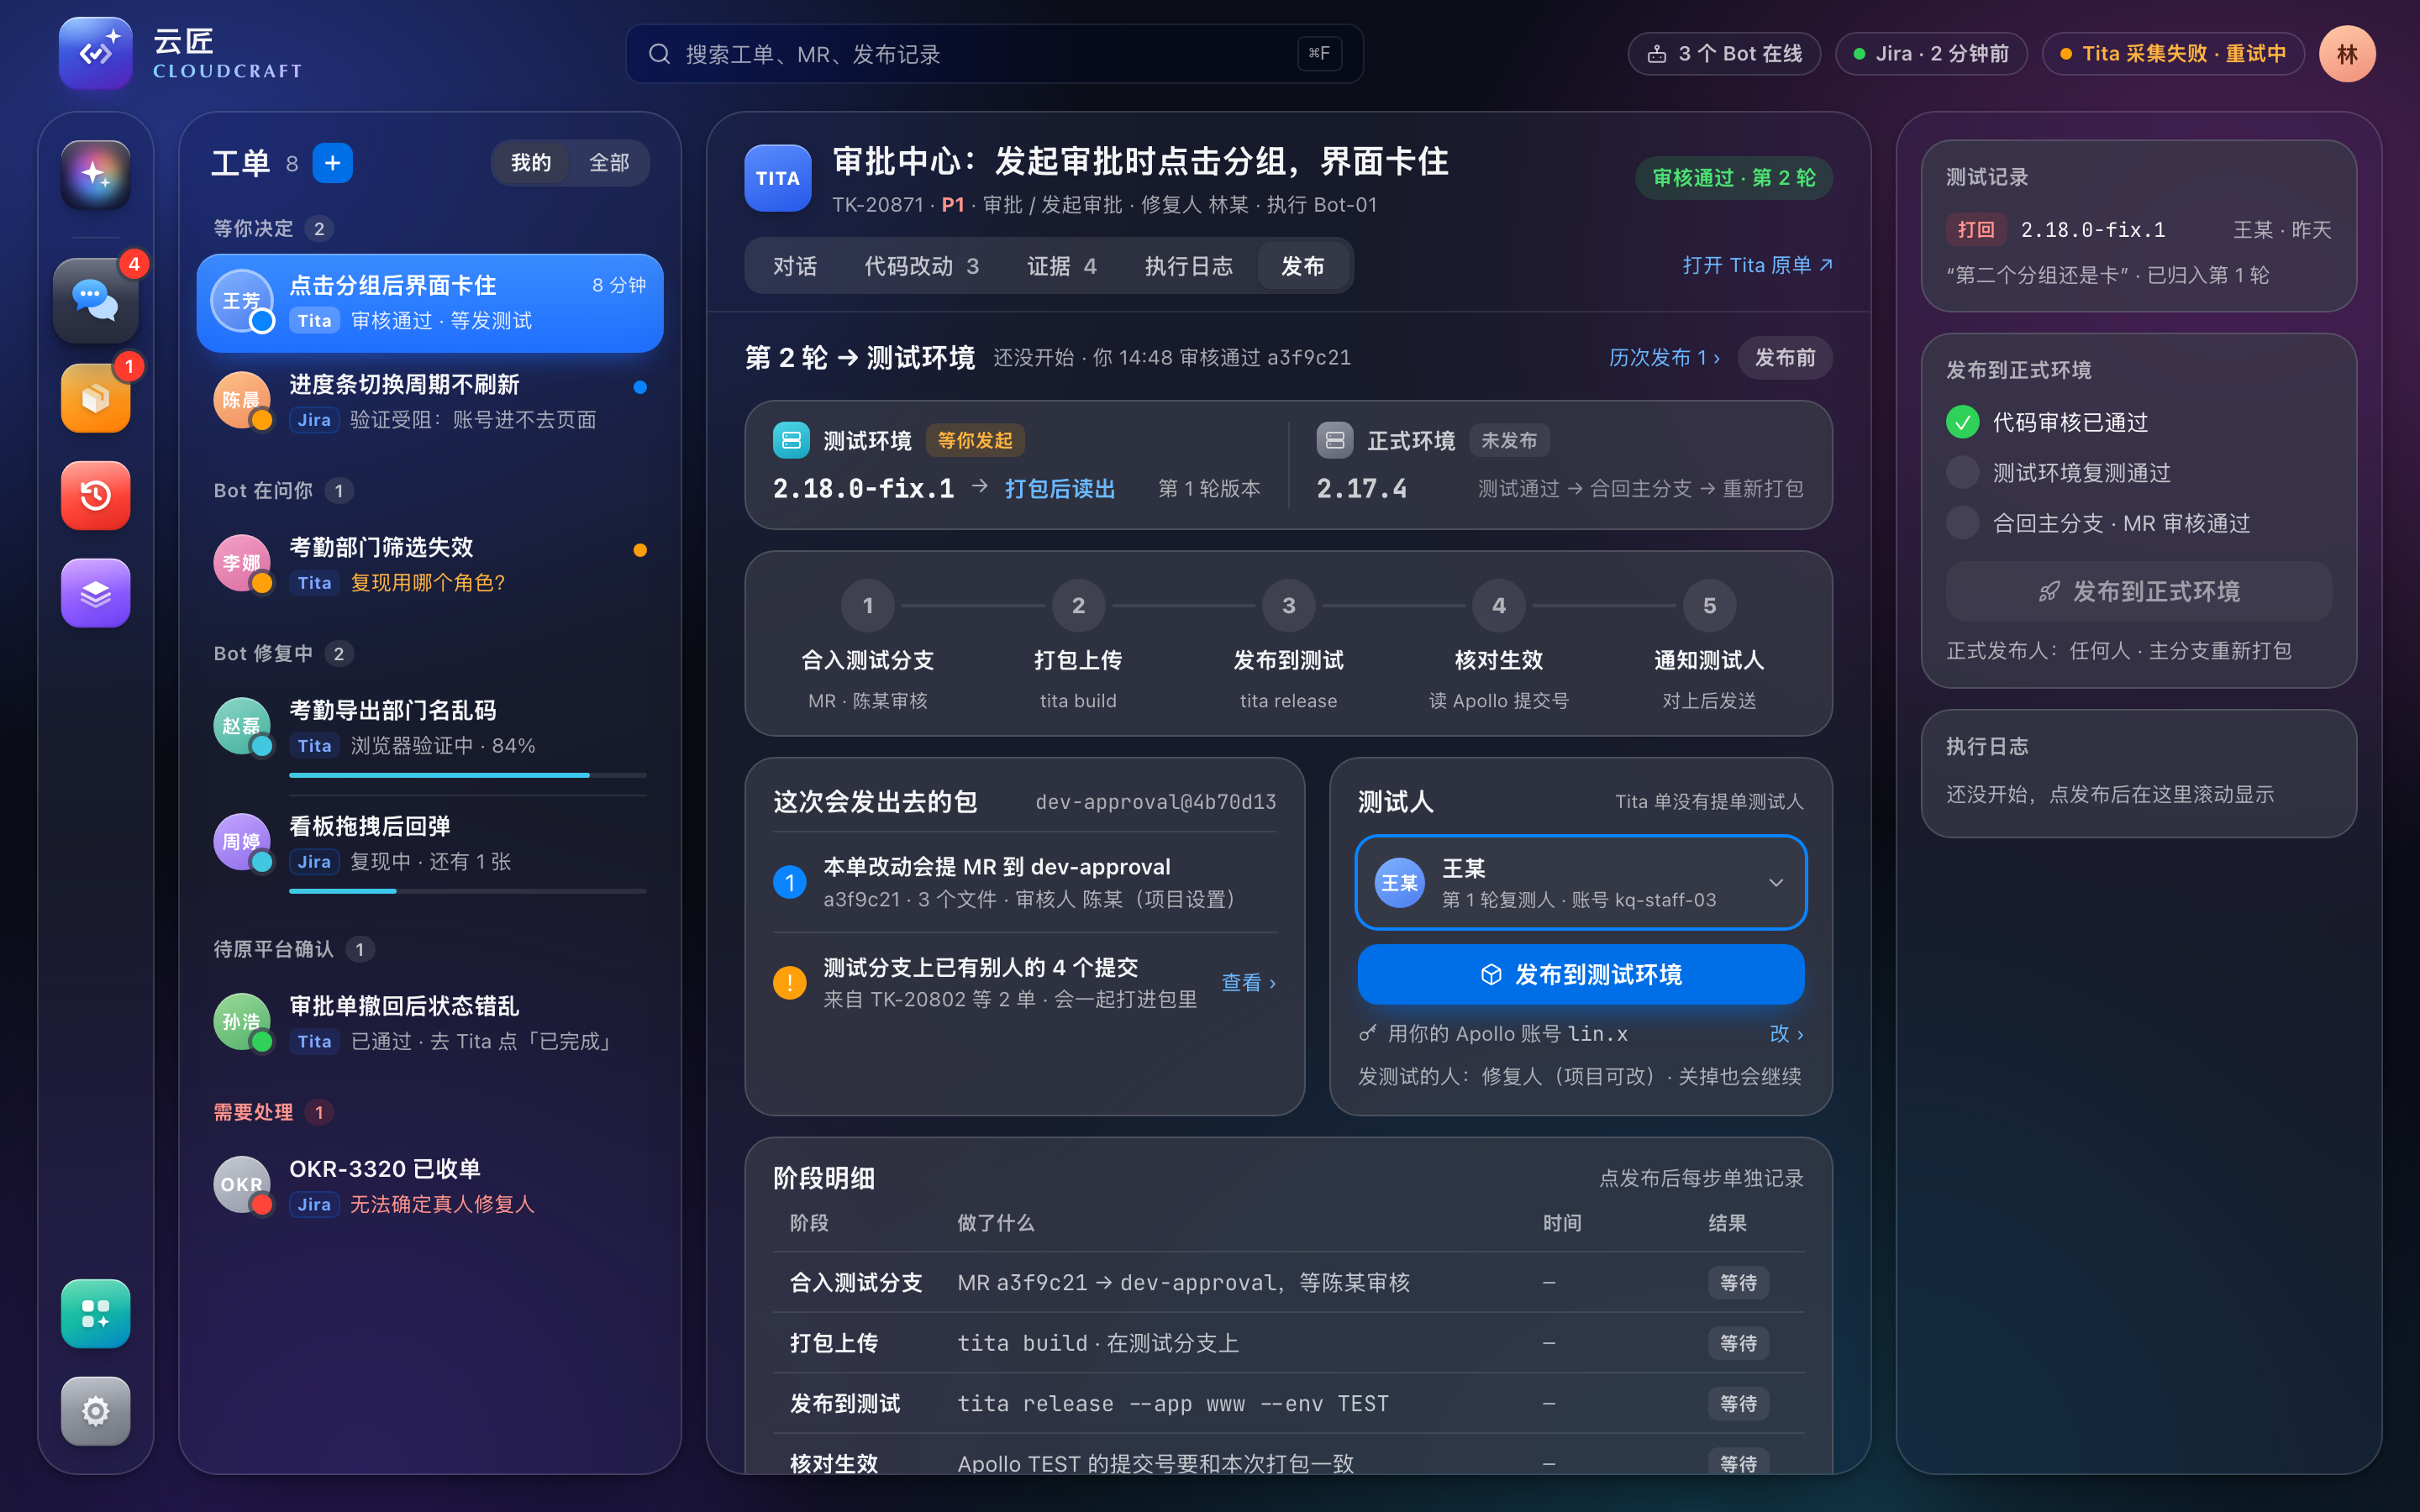 云匠
CLOUDCRAFT
搜索工单、MR、发布记录
⌘F
3 个 Bot 在线
Jira · 2 分钟前
Tita 采集失败 · 重试中
林
4
1
工单 8 +
我的
全部
等你决定 2
王芳
点击分组后界面卡住
8 分钟
Tita 审核通过 · 等发测试
陈晨
进度条切换周期不刷新
Jira 验证受阻：账号进不去页面
Bot 在问你 1
李娜
考勤部门筛选失效
Tita 复现用哪个角色?
Bot 修复中 2
赵磊
考勤导出部门名乱码
Tita 浏览器验证中 · 84%
周婷
看板拖拽后回弹
Jira 复现中 · 还有 1 张
待原平台确认 1
孙浩
审批单撤回后状态错乱
Tita 已通过 · 去 Tita 点「已完成」
需要处理 1
OKR
OKR-3320 已收单
Jira 无法确定真人修复人
TITA
审批中心：发起审批时点击分组，界面卡住
TK-20871 · P1 · 审批 / 发起审批 · 修复人 林某 · 执行 Bot-01
审核通过 · 第 2 轮
对话
代码改动 3
证据 4
执行日志
发布
打开 Tita 原单 ↗
第 2 轮 → 测试环境
还没开始 · 你 14:48 审核通过 a3f9c21
历次发布 1 ›
发布前
测试环境 等你发起
2.18.0-fix.1 → 打包后读出
第 1 轮版本
正式环境 未发布
2.17.4
测试通过 → 合回主分支 → 重新打包
1
2
3
4
5
合入测试分支
打包上传
发布到测试
核对生效
通知测试人
MR · 陈某审核
tita build
tita release
读 Apollo 提交号
对上后发送
这次会发出去的包
dev-approval@4b70d13
1
本单改动会提 MR 到 dev-approval
a3f9c21 · 3 个文件 · 审核人 陈某（项目设置）
!
测试分支上已有别人的 4 个提交
来自 TK-20802 等 2 单 · 会一起打进包里
查看 ›
测试人
Tita 单没有提单测试人
王某
王某
第 1 轮复测人 · 账号 kq-staff-03
发布到测试环境
用你的 Apollo 账号 lin.x
改 ›
发测试的人：修复人（项目可改）· 关掉也会继续
阶段明细
点发布后每步单独记录
阶段
做了什么
时间
结果
合入测试分支
MR a3f9c21 → dev-approval，等陈某审核
—
等待
打包上传
tita build · 在测试分支上
—
等待
发布到测试
tita release --app www --env TEST
—
等待
核对生效
Apollo TEST 的提交号要和本次打包一致
—
等待
测试记录
打回 2.18.0-fix.1
王某 · 昨天
“第二个分组还是卡” · 已归入第 1 轮
发布到正式环境
代码审核已通过
测试环境复测通过
合回主分支 · MR 审核通过
发布到正式环境
正式发布人：任何人 · 主分支重新打包
执行日志
还没开始，点发布后在这里滚动显示